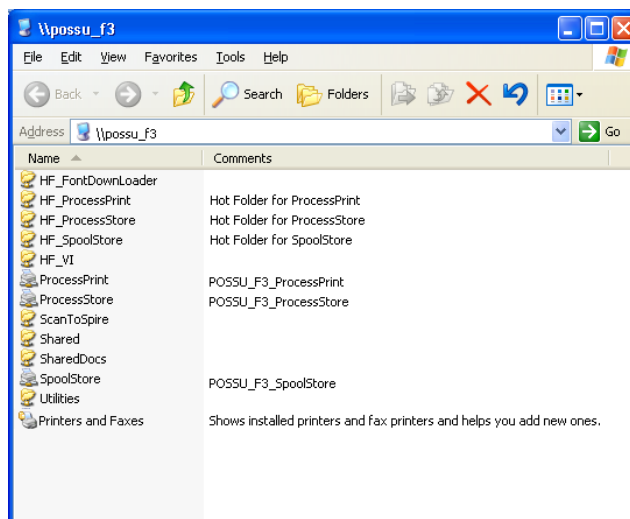 \\possu_f3
File Edit View Favorites Tools Help
Back Search Folders
Address \\possu_f3 Go
Name Comments
HF_FontDownLoader
HF_ProcessPrint Hot Folder for ProcessPrint
HF_ProcessStore Hot Folder for ProcessStore
HF_SpoolStore Hot Folder for SpoolStore
HF_VI
ProcessPrint POSSU_F3_ProcessPrint
ProcessStore POSSU_F3_ProcessStore
ScanToSpire
Shared
SharedDocs
SpoolStore POSSU_F3_SpoolStore
Utilities
Printers and Faxes Shows installed printers and fax printers and helps you add new ones.